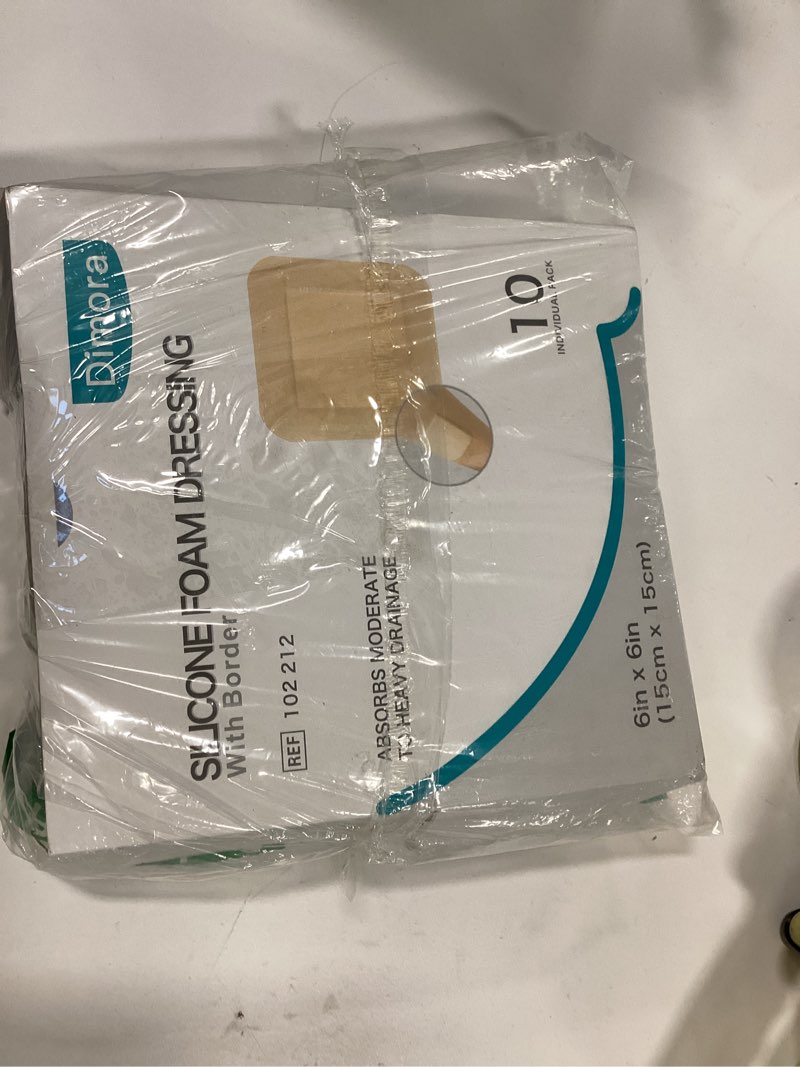 Dimora
SILICONE FOAM DRESSING
With Border
REF 102 212
ABSORBS MODERATE
TO HEAVY DRAINAGE
10
INDIVIDUAL PACK
6in x 6in
(15cm x 15cm)